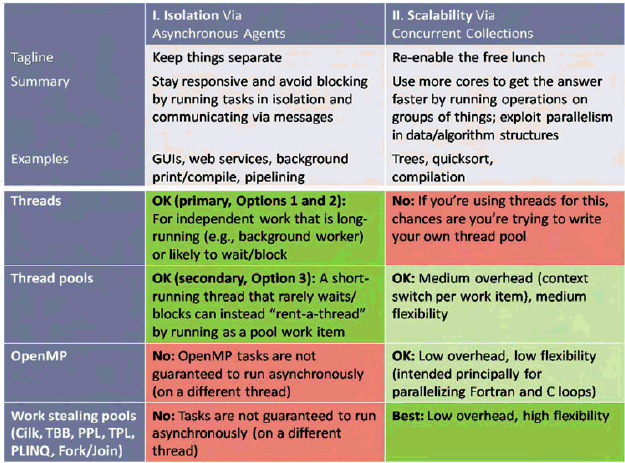 I. Isolation Via
Asynchronous Agents
II. Scalability Via
Concurrent Collections
Tagline
Keep things separate
Re-enable the free lunch
Summary
Stay responsive and avoid blocking
by running tasks in isolation and
communicating via messages
Use more cores to get the answer
faster by running operations on
groups of things; exploit parallelism
in data/algorithm structures
Examples
GUIs, web services, background
print/compile, pipelining
Trees, quicksort,
compilation
Threads
OK (primary, Options 1 and 2):
For independent work that is long-
running (e.g., background worker)
or likely to wait/block
No: If you're using threads for this,
chances are you're trying to write
your own thread pool
Thread pools
OK (secondary, Option 3): A short-
running thread that rarely waits/
blocks can instead “rent-a-thread”
by running as a pool work item
OK: Medium overhead (context
switch per work item), medium
flexibility
OpenMP
No: OpenMP tasks are not
guaranteed to run asynchronously
(on a different thread)
OK: Low overhead, low flexibility
(intended principally for
parallelizing Fortran and C loops)
Work stealing pools
(Cilk, TBB, PPL, TPL,
PLINQ, Fork/Join)
No: Tasks are not guaranteed to run
asynchronously (on a different
thread)
Best: Low overhead, high flexibility